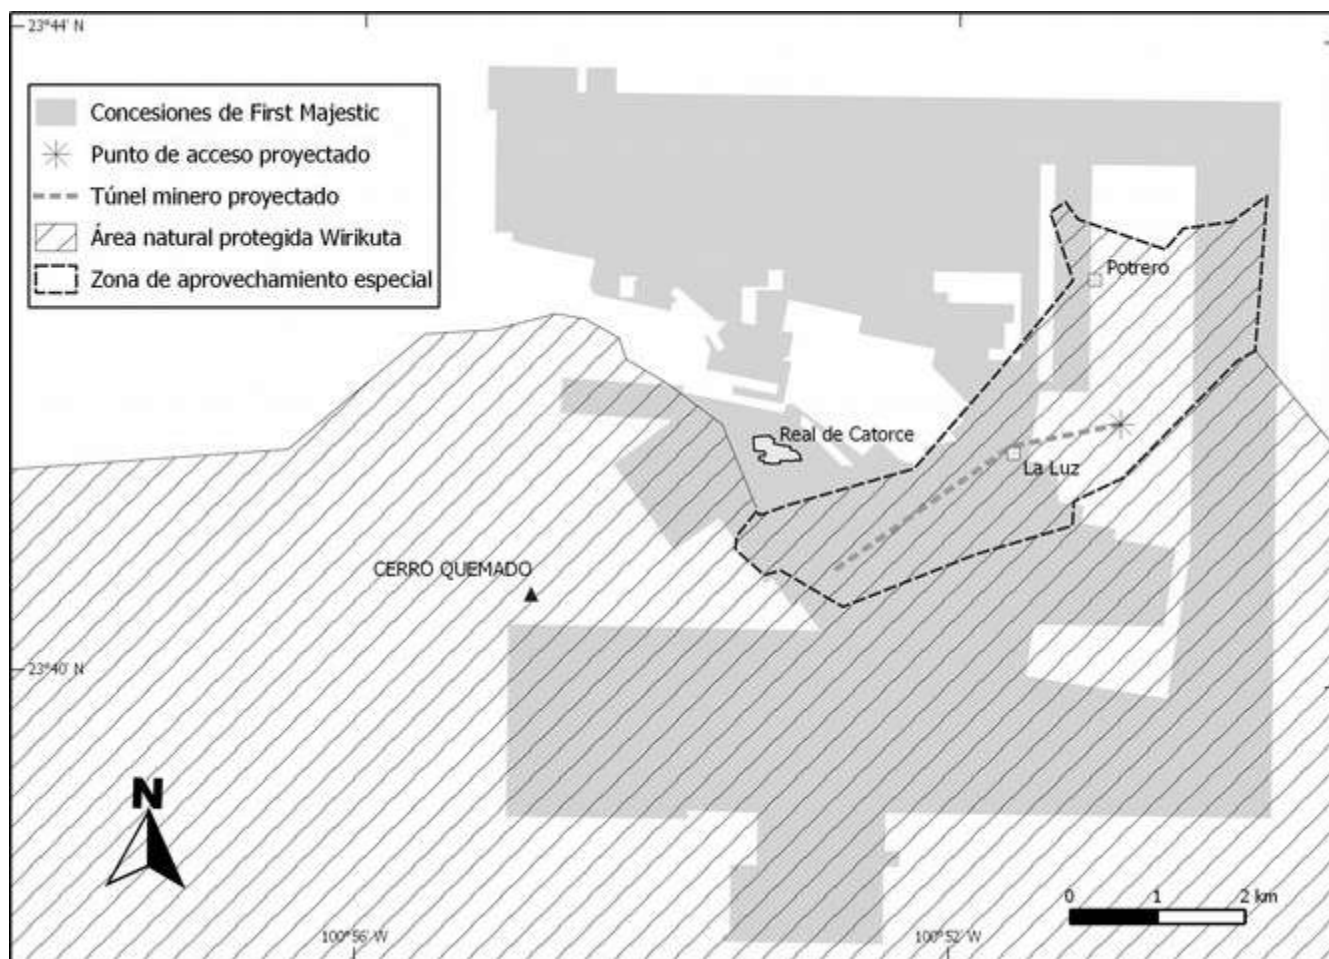 23°44' N
Concesiones de First Majestic
Punto de acceso proyectado
Túnel minero proyectado
Área natural protegida Wirikuta
Zona de aprovechamiento especial
Potrero
Real de Catorce
La Luz
CERRO QUEMADO
23°40' N
N
0 1 2 km
100°56' W
100°52' W